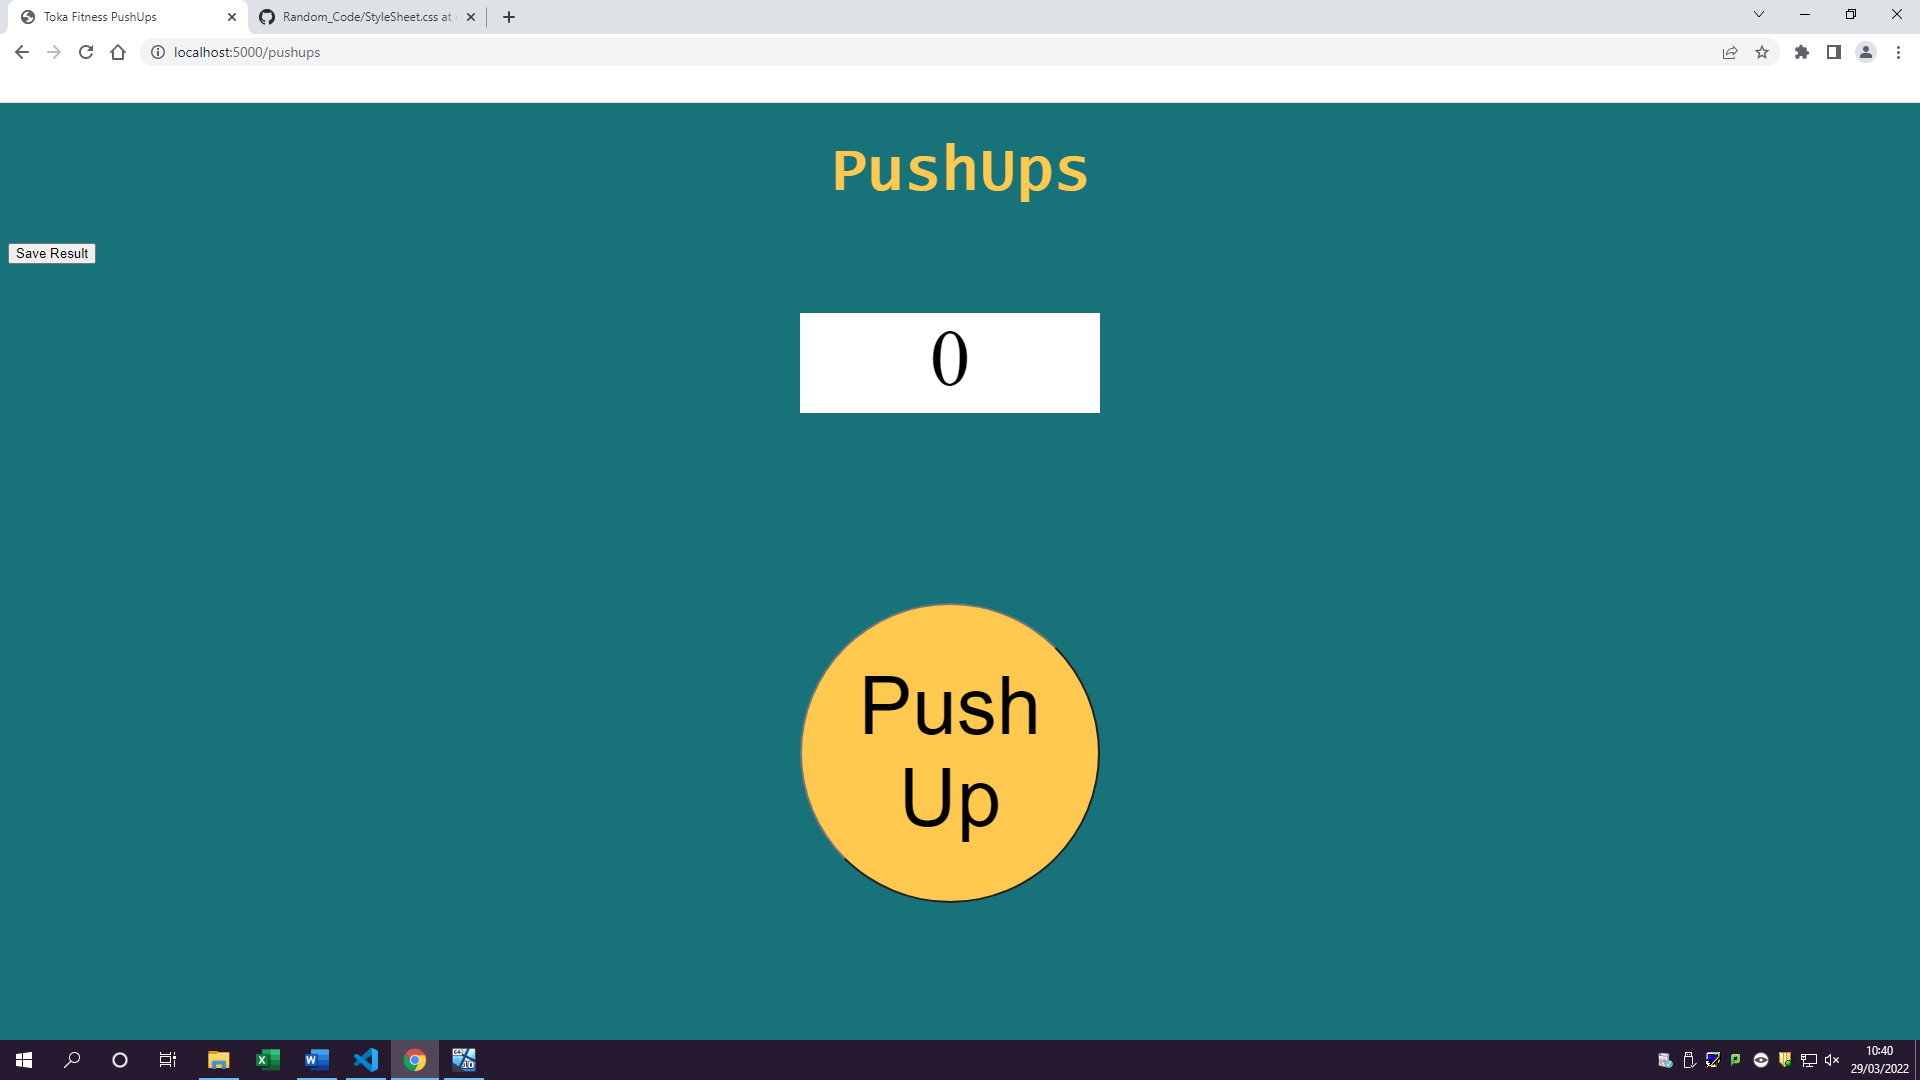 Toka Fitness PushUps
Random_Code/StyleSheet.css at
localhost:5000/pushups
PushUps
Save Result
0
Push
Up
10:40
29/03/2022